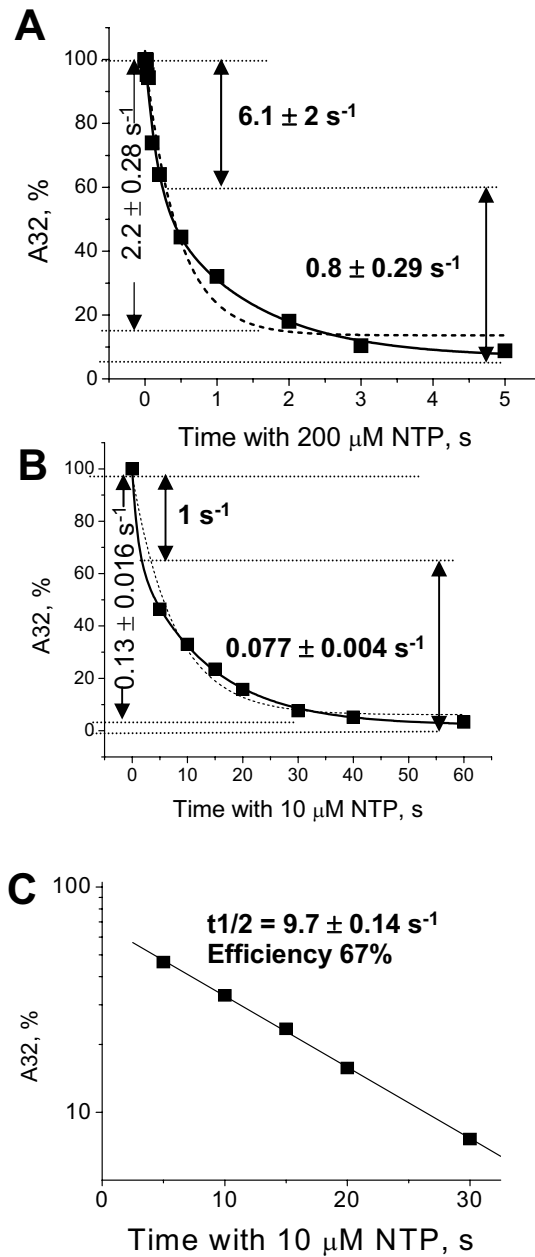 A
100
80
60
40
20
0
A32, %
2.2 ± 0.28 s-1
6.1 ± 2 s-1
0.8 ± 0.29 s-1
0 1 2 3 4 5
Time with 200 μM NTP, s
B
100
80
60
40
20
0
A32, %
0.13 ± 0.016 s-1
1 s-1
0.077 ± 0.004 s-1
0 10 20 30 40 50 60
Time with 10 μM NTP, s
C
100
10
A32, %
t1/2 = 9.7 ± 0.14 s-1
Efficiency 67%
0 10 20 30
Time with 10 μM NTP, s